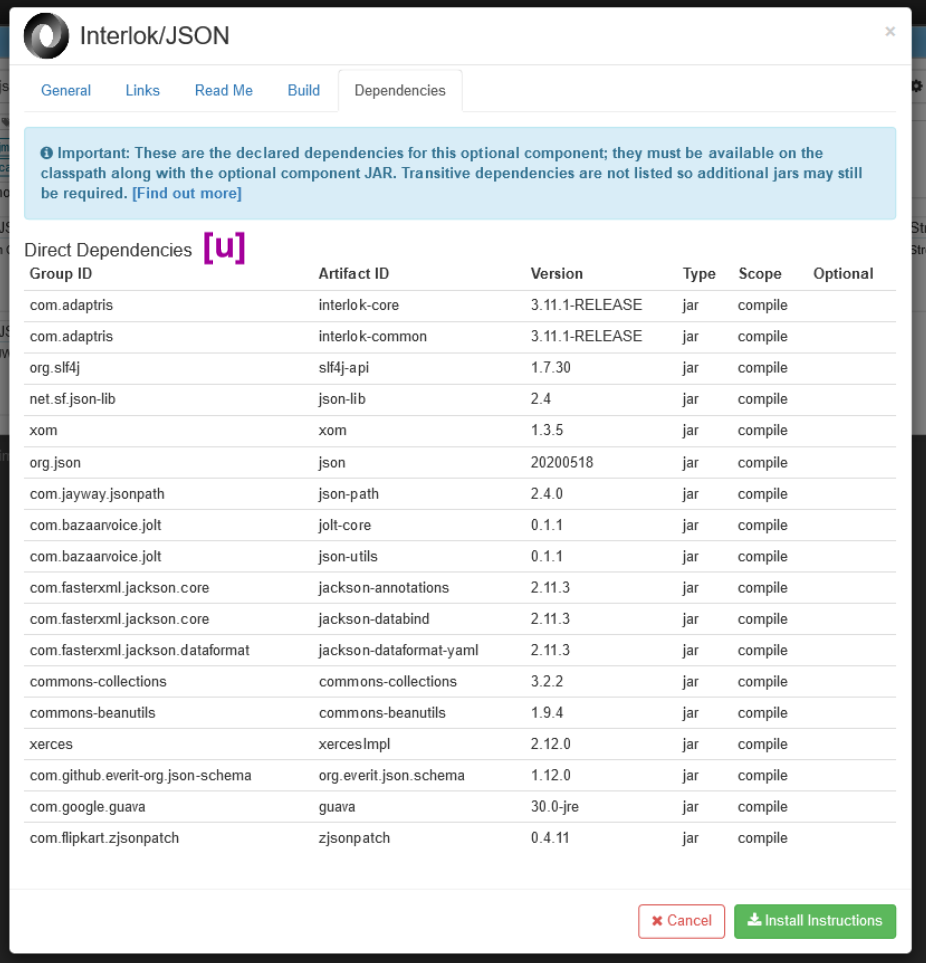 Interlok/JSON
×
General Links Read Me Build Dependencies
Important: These are the declared dependencies for this optional component; they must be available on the
classpath along with the optional component JAR. Transitive dependencies are not listed so additional jars may still
be required. [Find out more]
Direct Dependencies [u]
Group ID Artifact ID Version Type Scope Optional
com.adaptris interlok-core 3.11.1-RELEASE jar compile
com.adaptris interlok-common 3.11.1-RELEASE jar compile
org.slf4j slf4j-api 1.7.30 jar compile
net.sf.json-lib json-lib 2.4 jar compile
xom xom 1.3.5 jar compile
org.json json 20200518 jar compile
com.jayway.jsonpath json-path 2.4.0 jar compile
com.bazaarvoice.jolt jolt-core 0.1.1 jar compile
com.bazaarvoice.jolt json-utils 0.1.1 jar compile
com.fasterxml.jackson.core jackson-annotations 2.11.3 jar compile
com.fasterxml.jackson.core jackson-databind 2.11.3 jar compile
com.fasterxml.jackson.dataformat jackson-dataformat-yaml 2.11.3 jar compile
commons-collections commons-collections 3.2.2 jar compile
commons-beanutils commons-beanutils 1.9.4 jar compile
xerces xercesImpl 2.12.0 jar compile
com.github.everit-org.json-schema org.everit.json.schema 1.12.0 jar compile
com.google.guava guava 30.0-jre jar compile
com.flipkart.zjsonpatch zjsonpatch 0.4.11 jar compile
Cancel Install Instructions